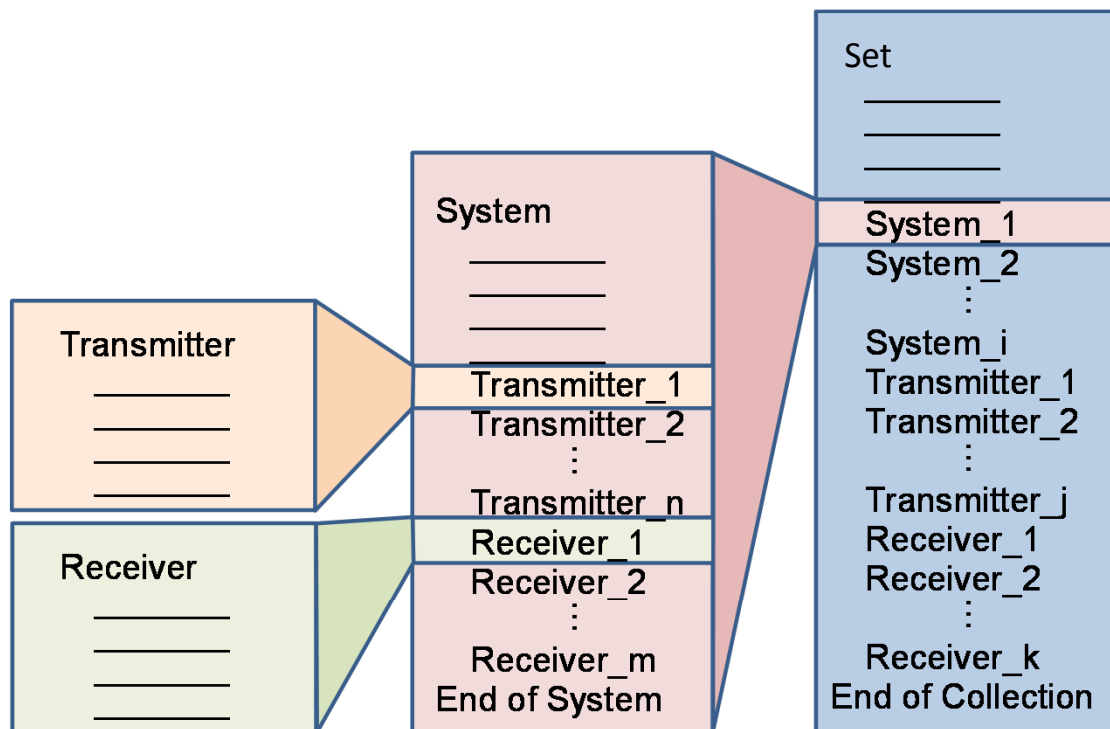 Transmitter
Receiver
System
Transmitter_1
Transmitter_2
⋮
Transmitter_n
Receiver_1
Receiver_2
⋮
Receiver_m
End of System
Set
System_1
System_2
⋮
System_i
Transmitter_1
Transmitter_2
⋮
Transmitter_j
Receiver_1
Receiver_2
⋮
Receiver_k
End of Collection